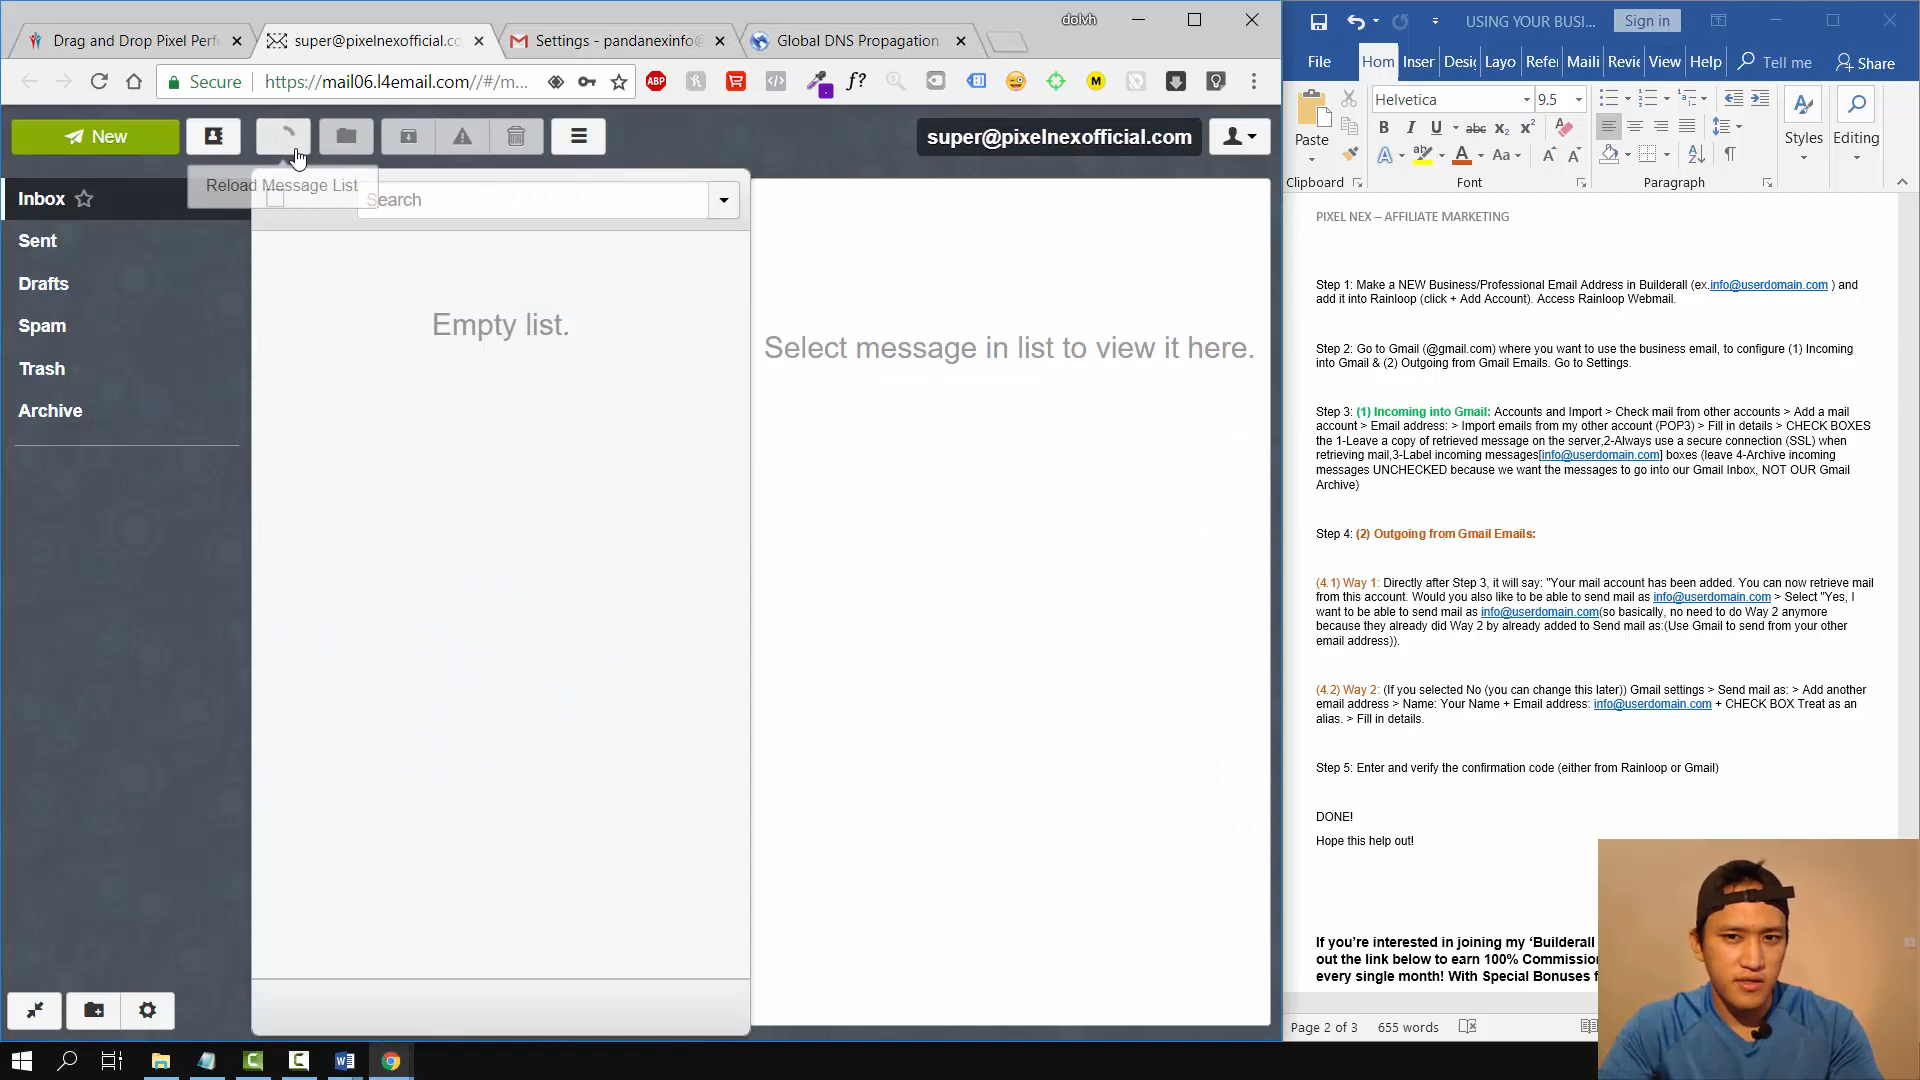 dolvh
Drag and Drop Pixel Perf
super@pixelnexofficial.co
Settings - pandanexinfo@
Global DNS Propagation
Secure
https://mail06.l4email.com//#/m...
ABP
f?
M
New
super@pixelnexofficial.com
Reload Message List
Inbox
Search
Sent
Drafts
Spam
Trash
Archive
Empty list.
Select message in list to view it here.
USING YOUR BUSI...
Sign in
File
Hom
Inser
Desig
Layo
Refer
Maili
Revie
View
Help
Tell me
Share
Paste
Helvetica
9.5
B I U abc x₂ x²
Styles
Editing
Clipboard
Font
Paragraph
PIXEL NEX – AFFILIATE MARKETING
Step 1: Make a NEW Business/Professional Email Address in Builderall (ex.info@userdomain.com ) and
add it into Rainloop (click + Add Account). Access Rainloop Webmail.
Step 2: Go to Gmail (@gmail.com) where you want to use the business email, to configure (1) Incoming
into Gmail & (2) Outgoing from Gmail Emails. Go to Settings.
Step 3: (1) Incoming into Gmail: Accounts and Import > Check mail from other accounts > Add a mail
account > Email address: > Import emails from my other account (POP3) > Fill in details > CHECK BOXES
the 1-Leave a copy of retrieved message on the server,2-Always use a secure connection (SSL) when
retrieving mail,3-Label incoming messages[info@userdomain.com] boxes (leave 4-Archive incoming
messages UNCHECKED because we want the messages to go into our Gmail Inbox, NOT OUR Gmail
Archive)
Step 4: (2) Outgoing from Gmail Emails:
(4.1) Way 1: Directly after Step 3, it will say: "Your mail account has been added. You can now retrieve mail
from this account. Would you also like to be able to send mail as info@userdomain.com > Select "Yes, I
want to be able to send mail as info@userdomain.com(so basically, no need to do Way 2 anymore
because they already did Way 2 by already added to Send mail as:(Use Gmail to send from your other
email address)).
(4.2) Way 2: (If you selected No (you can change this later)) Gmail settings > Send mail as: > Add another
email address > Name: Your Name + Email address: info@userdomain.com + CHECK BOX Treat as an
alias. > Fill in details.
Step 5: Enter and verify the confirmation code (either from Rainloop or Gmail)
DONE!
Hope this help out!
If you’re interested in joining my ‘Builderall
out the link below to earn 100% Commission
every single month! With Special Bonuses f
Page 2 of 3
655 words